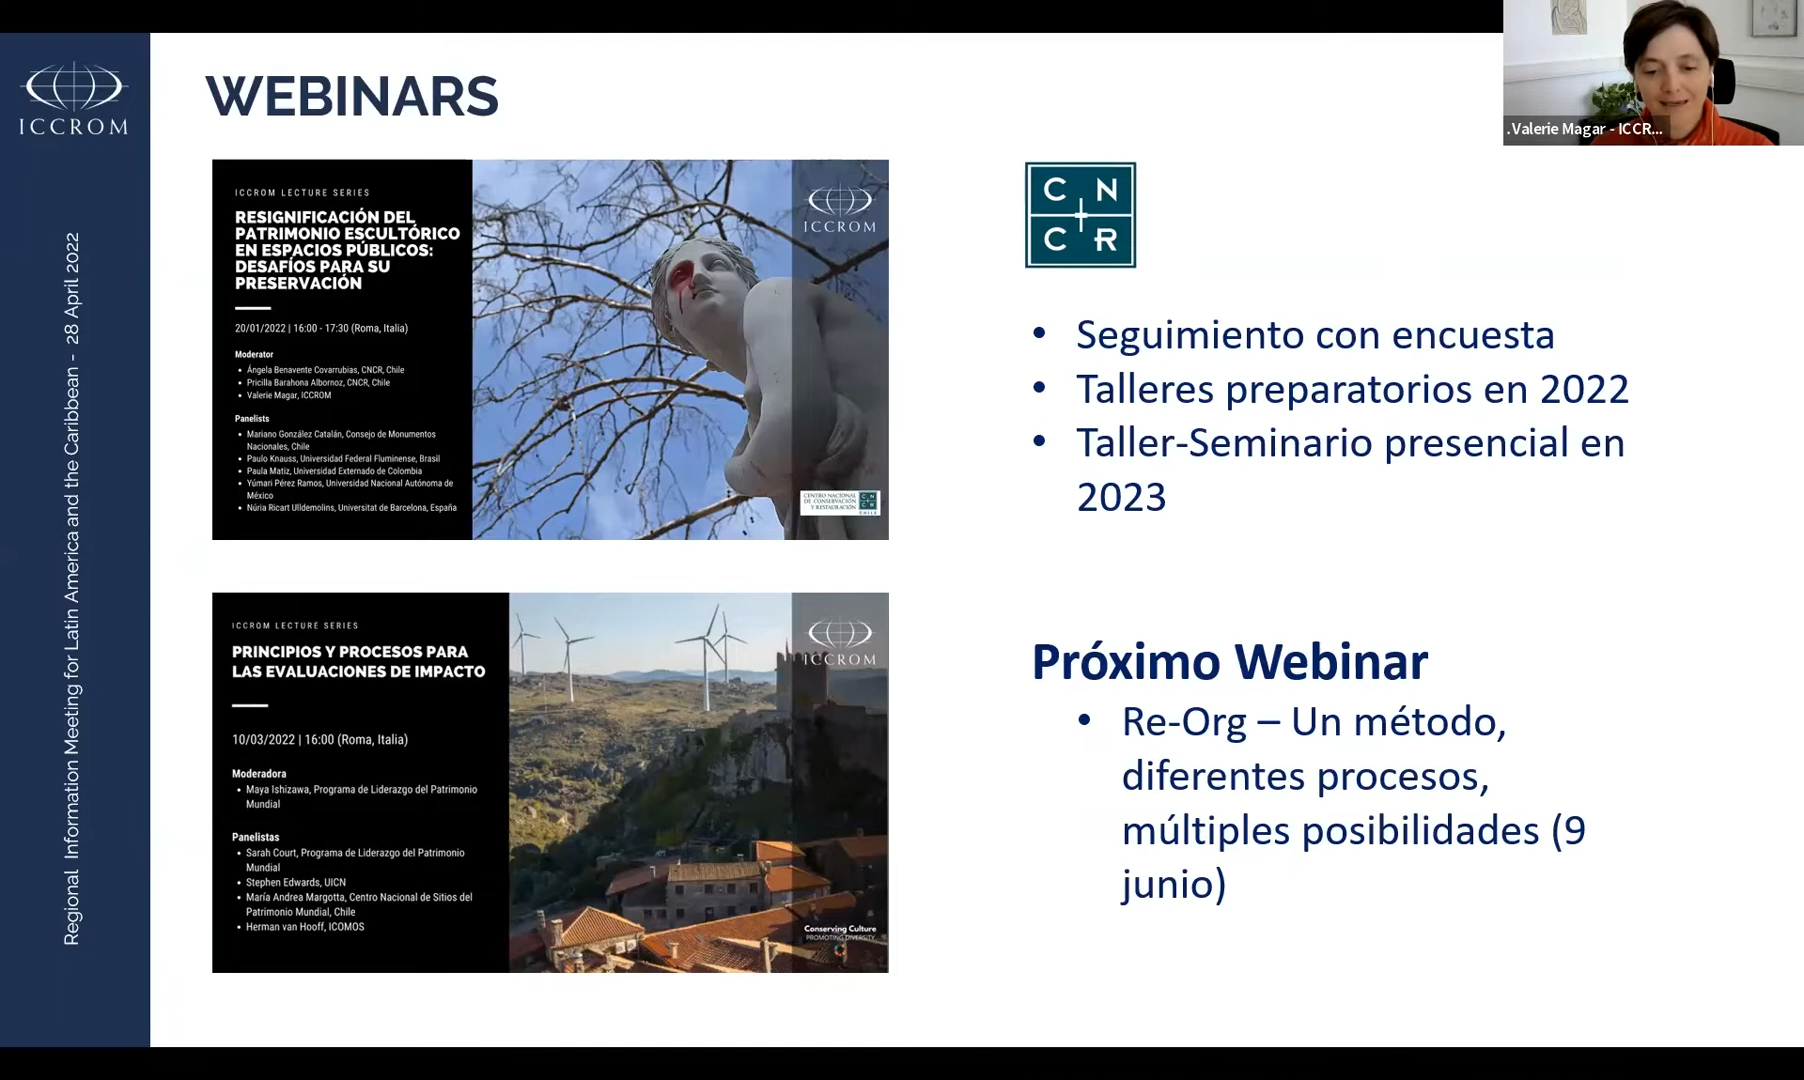 ICCROM
Regional Information Meeting for Latin America and the Caribbean - 28 April 2022
WEBINARS
.Valerie Magar - ICCR...
ICCROM LECTURE SERIES
RESIGNIFICACIÓN DEL
PATRIMONIO ESCULTÓRICO
EN ESPACIOS PÚBLICOS:
DESAFÍOS PARA SU
PRESERVACIÓN
20/01/2022 | 16:00 - 17:30 (Roma, Italia)
Moderator
• Ángela Benavente Covarrubias, CNCR, Chile
• Pricilla Barahona Albornoz, CNCR, Chile
• Valerie Magar, ICCROM
Panelists
• Mariano González Catalán, Consejo de Monumentos
Nacionales, Chile
• Paulo Knauss, Universidad Federal Fluminense, Brasil
• Paula Matiz, Universidad Externado de Colombia
• Yúmari Pérez Ramos, Universidad Nacional Autónoma de
México
• Núria Ricart Ulldemolins, Universitat de Barcelona, España
ICCROM
CENTRO NACIONAL
DE CONSERVACIÓN
Y RESTAURACIÓN
C N
C R
CHILE
C N
C R
• Seguimiento con encuesta
• Talleres preparatorios en 2022
• Taller-Seminario presencial en
2023
ICCROM LECTURE SERIES
PRINCIPIOS Y PROCESOS PARA
LAS EVALUACIONES DE IMPACTO
10/03/2022 | 16:00 (Roma, Italia)
Moderadora
• Maya Ishizawa, Programa de Liderazgo del Patrimonio
Mundial
Panelistas
• Sarah Court, Programa de Liderazgo del Patrimonio
Mundial
• Stephen Edwards, UICN
• María Andrea Margotta, Centro Nacional de Sitios del
Patrimonio Mundial, Chile
• Herman van Hooff, ICOMOS
ICCROM
Conserving Culture
PROMOTING DIVERSITY
Próximo Webinar
• Re-Org – Un método,
diferentes procesos,
múltiples posibilidades (9
junio)